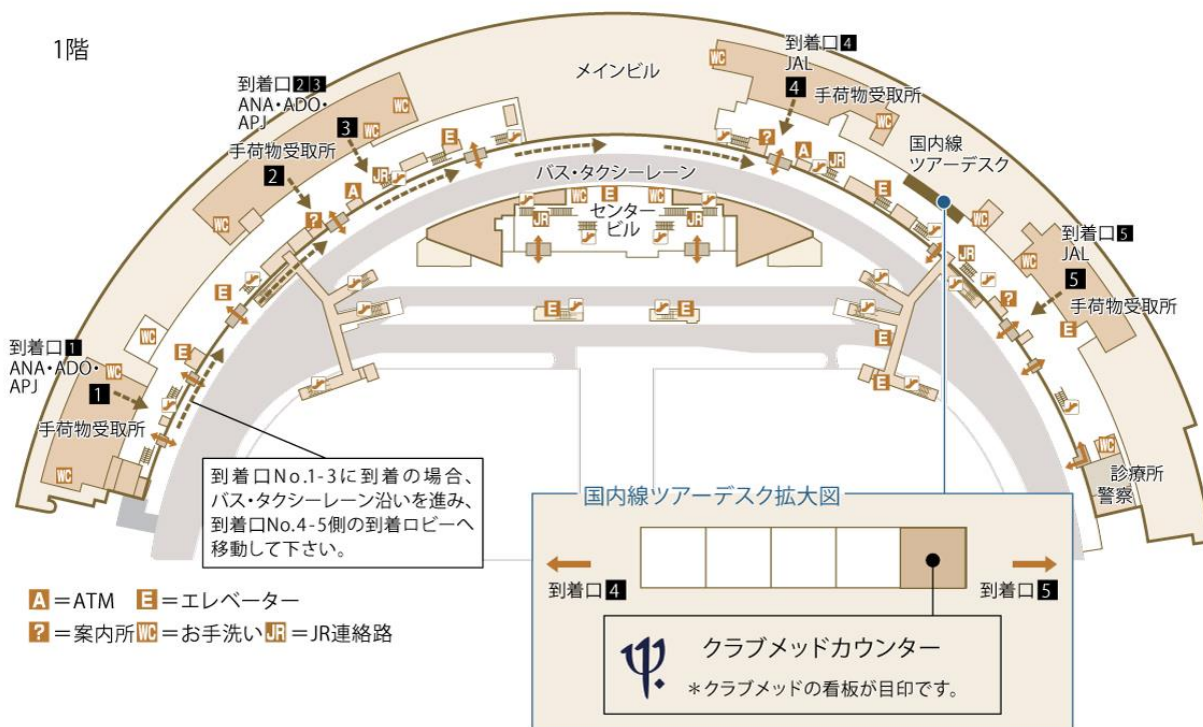 1階
到着口23
ANA・ADO・
APJ
3
手荷物受取所
2
メインビル
到着口4
JAL
4
手荷物受取所
国内線
ツアーデスク
バス・タクシーレーン
センター
ビル
到着口5
JAL
5
手荷物受取所
到着口1
ANA・ADO・
APJ
1
手荷物受取所
診療所
警察
到着口No.1-3に到着の場合、
バス・タクシーレーン沿いを進み、
到着口No.4-5側の到着ロビーへ
移動して下さい。
A=ATM E=エレベーター
?=案内所 WC=お手洗い JR=JR連絡路
国内線ツアーデスク拡大図
到着口4
到着口5
クラブメッドカウンター
*クラブメッドの看板が目印です。